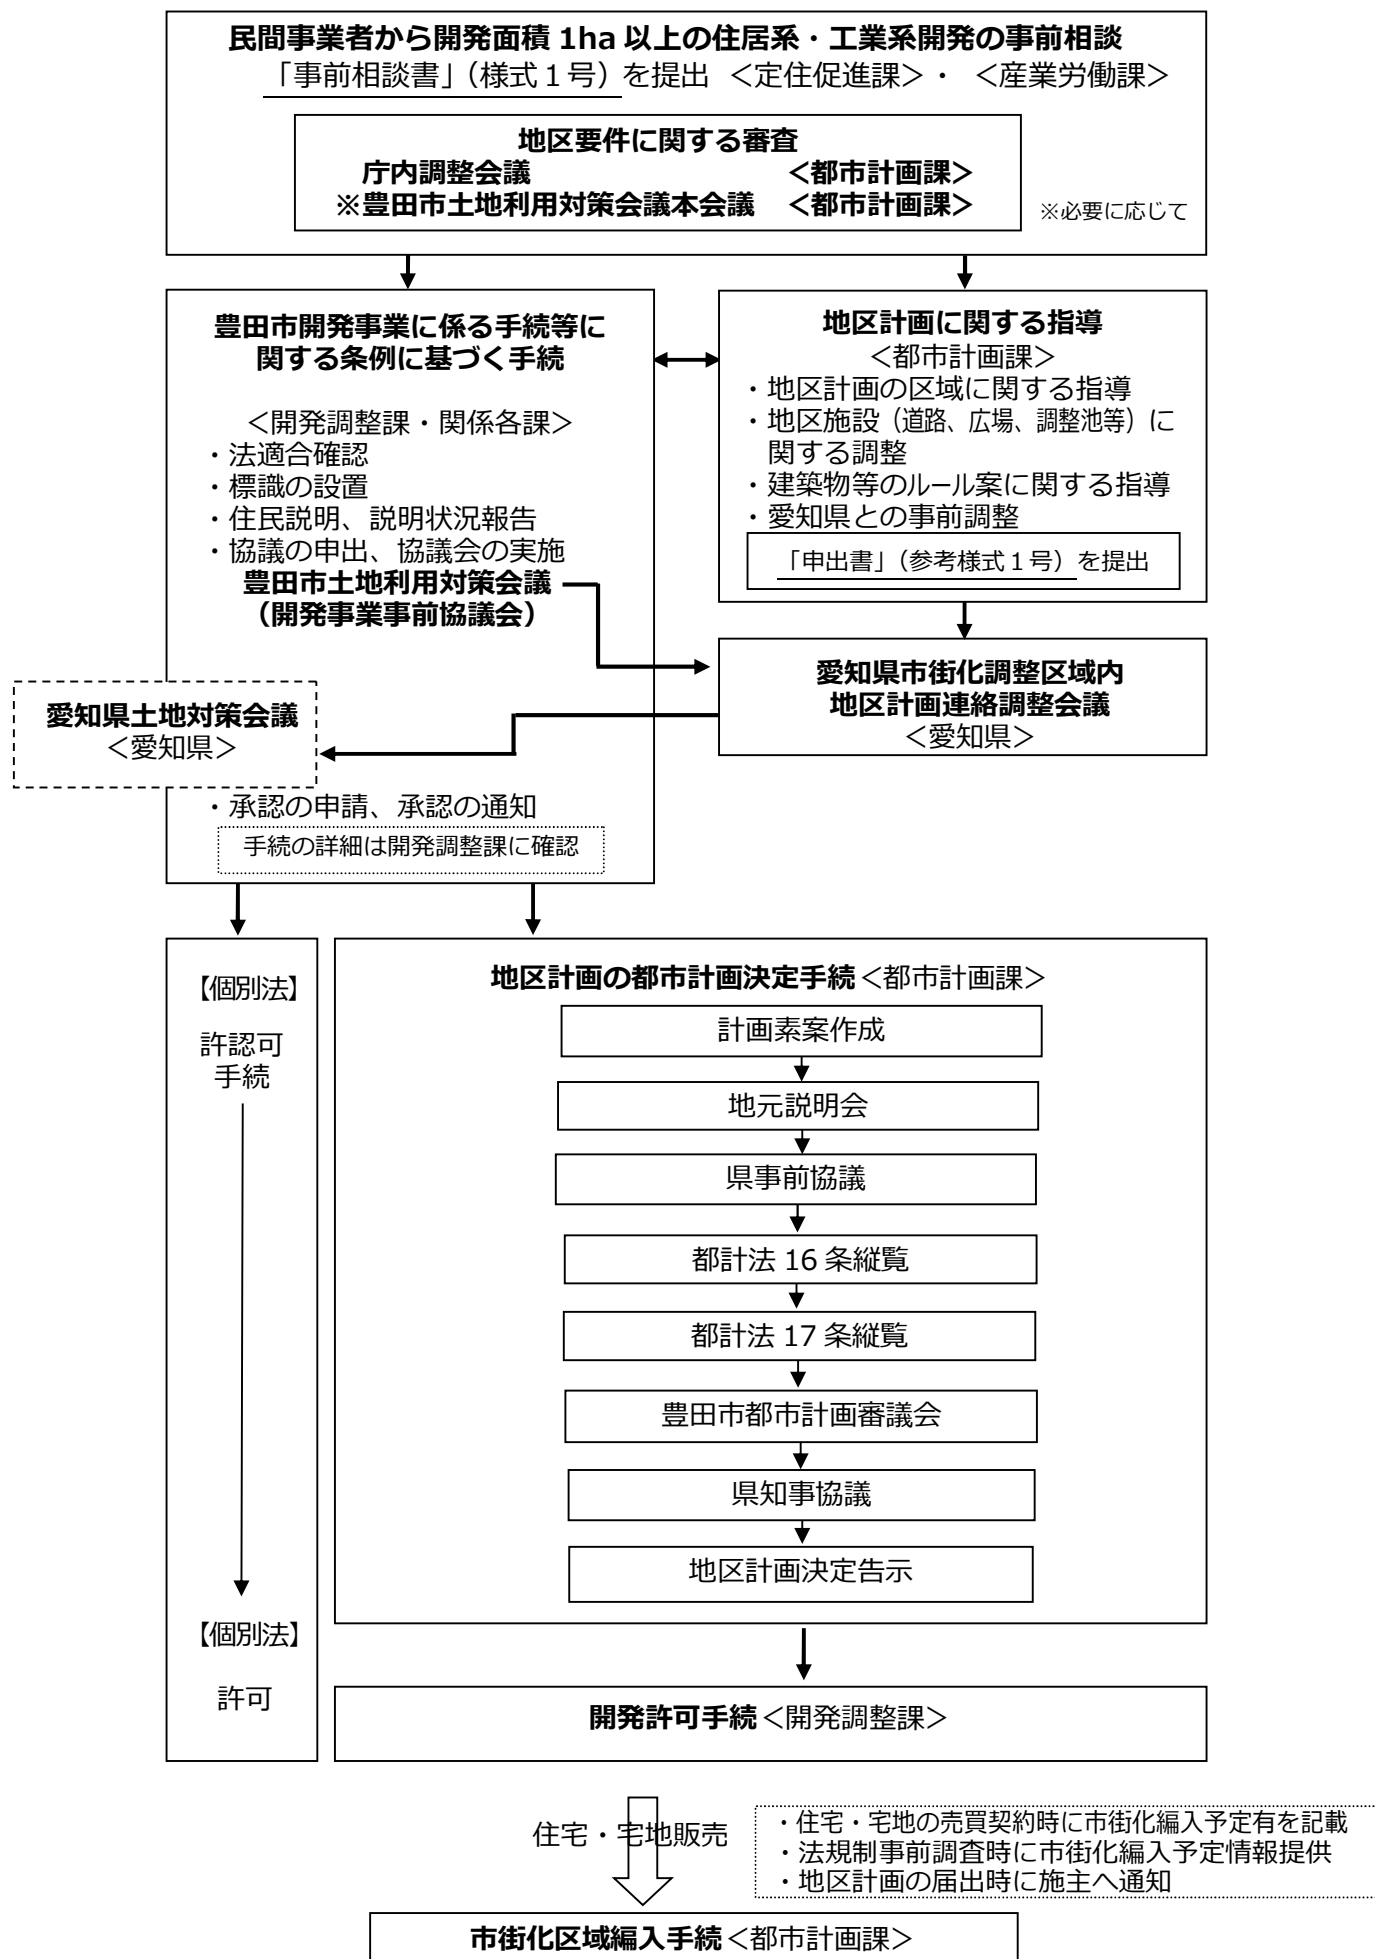 民間事業者から開発面積 1ha 以上の住居系・工業系開発の事前相談
「事前相談書」（様式１号）を提出 ＜定住促進課＞・ ＜産業労働課＞
地区要件に関する審査
庁内調整会議 ＜都市計画課＞
※豊田市土地利用対策会議本会議 ＜都市計画課＞
※必要に応じて
豊田市開発事業に係る手続等に
関する条例に基づく手続
＜開発調整課・関係各課＞
・法適合確認
・標識の設置
・住民説明、説明状況報告
・協議の申出、協議会の実施
豊田市土地利用対策会議
（開発事業事前協議会）
地区計画に関する指導
＜都市計画課＞
・地区計画の区域に関する指導
・地区施設（道路、広場、調整池等）に
関する調整
・建築物等のルール案に関する指導
・愛知県との事前調整
「申出書」（参考様式１号）を提出
愛知県市街化調整区域内
地区計画連絡調整会議
＜愛知県＞
愛知県土地対策会議
＜愛知県＞
・承認の申請、承認の通知
手続の詳細は開発調整課に確認
【個別法】
許認可
手続
【個別法】
許可
地区計画の都市計画決定手続＜都市計画課＞
計画素案作成
地元説明会
県事前協議
都計法 16 条縦覧
都計法 17 条縦覧
豊田市都市計画審議会
県知事協議
地区計画決定告示
開発許可手続＜開発調整課＞
住宅・宅地販売
・住宅・宅地の売買契約時に市街化編入予定有を記載
・法規制事前調査時に市街化編入予定情報提供
・地区計画の届出時に施主へ通知
市街化区域編入手続＜都市計画課＞